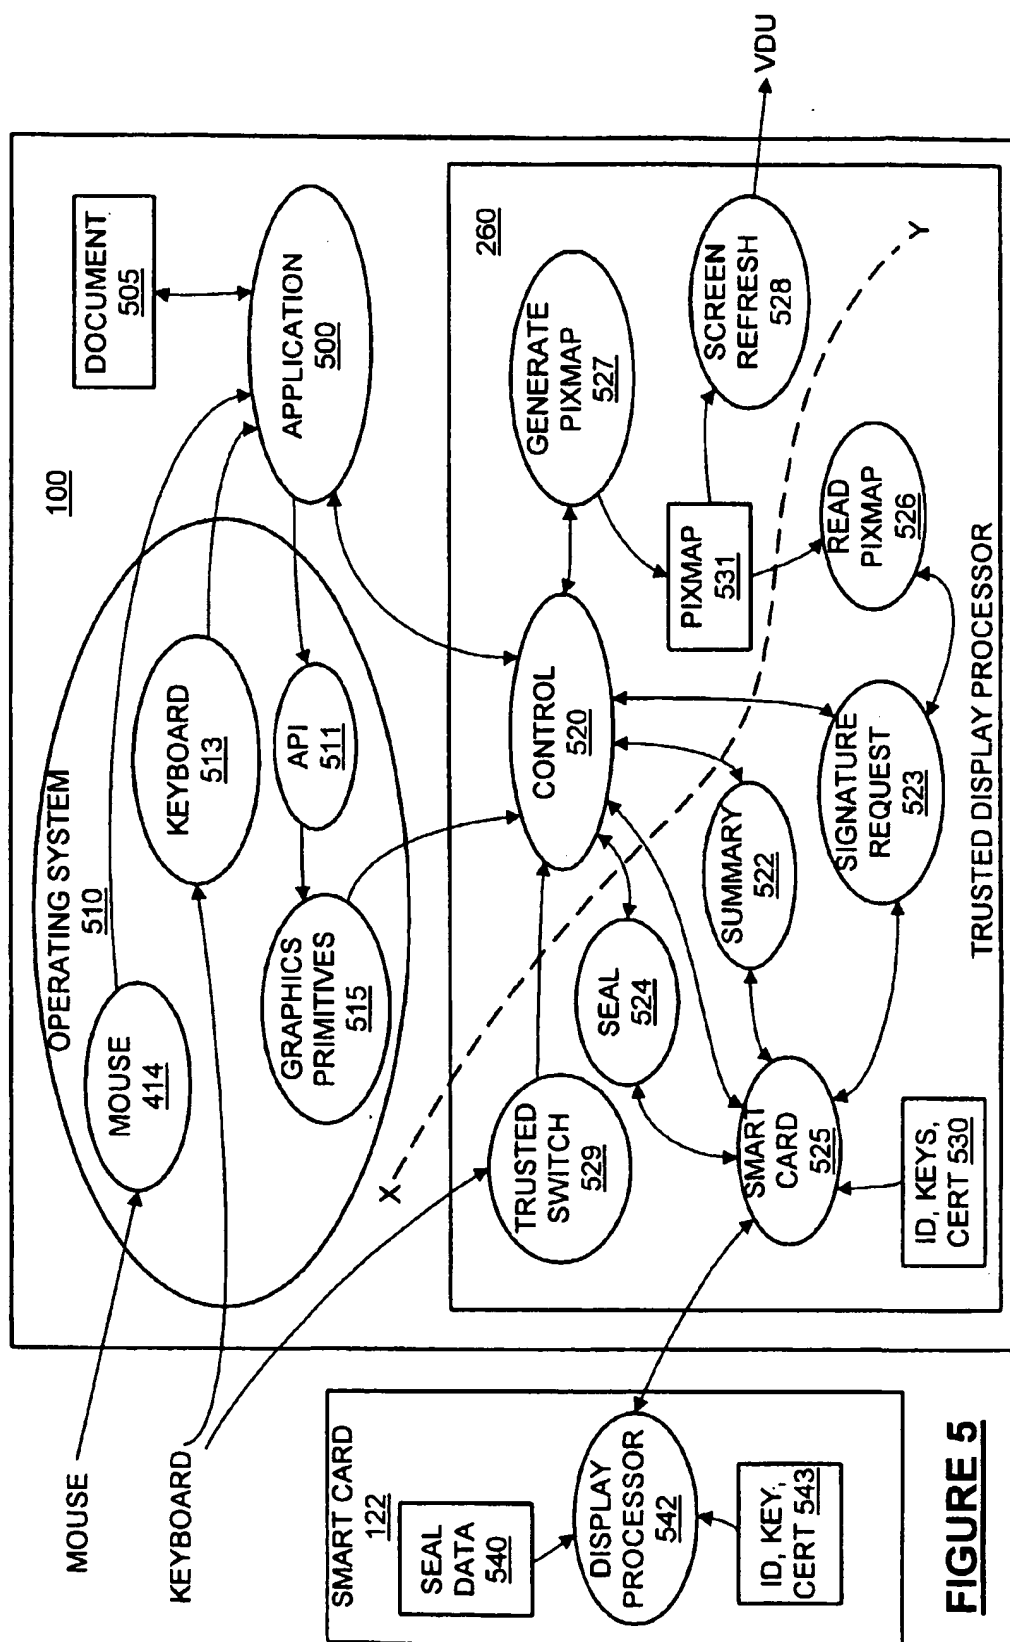 MOUSE
KEYBOARD
100
OPERATING SYSTEM
510
MOUSE
414
KEYBOARD
513
GRAPHICS
PRIMITIVES
515
API
511
DOCUMENT
505
APPLICATION
500
X
260
TRUSTED
SWITCH
529
CONTROL
520
GENERATE
PIXMAP
527
SEAL
524
PIXMAP
531
SCREEN
REFRESH
528
VDU
SUMMARY
522
SMART
CARD
525
SIGNATURE
REQUEST
523
READ
PIXMAP
526
Y
ID, KEYS,
CERT 530
TRUSTED DISPLAY PROCESSOR
SMART CARD
122
SEAL
DATA
540
DISPLAY
PROCESSOR
542
ID, KEY,
CERT 543
FIGURE 5